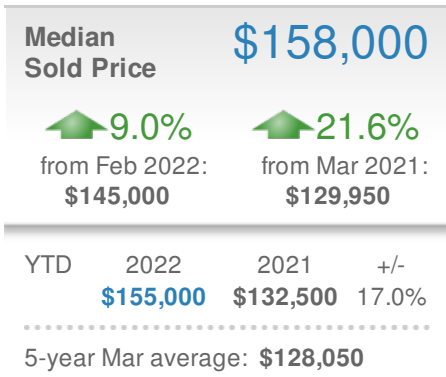 Median
Sold Price
$158,000
9.0%
21.6%
from Feb 2022:
from Mar 2021:
$145,000
$129,950
YTD 2022 2021 +/-
$155,000 $132,500 17.0%
5-year Mar average: $128,050